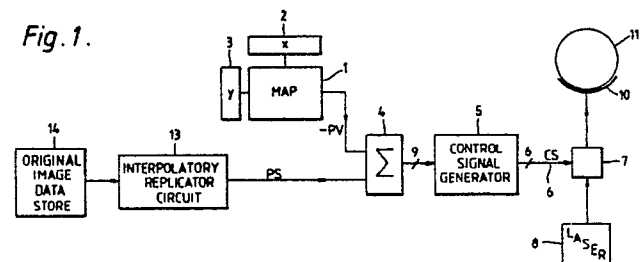 Fig.1.
2
x
3
y
1
MAP
-PV
14
ORIGINAL
IMAGE
DATA
STORE
13
INTERPOLATORY
REPLICATOR
CIRCUIT
PS
4
Σ
9
5
CONTROL
SIGNAL
GENERATOR
6
CS
6
7
8
LASER
10
11